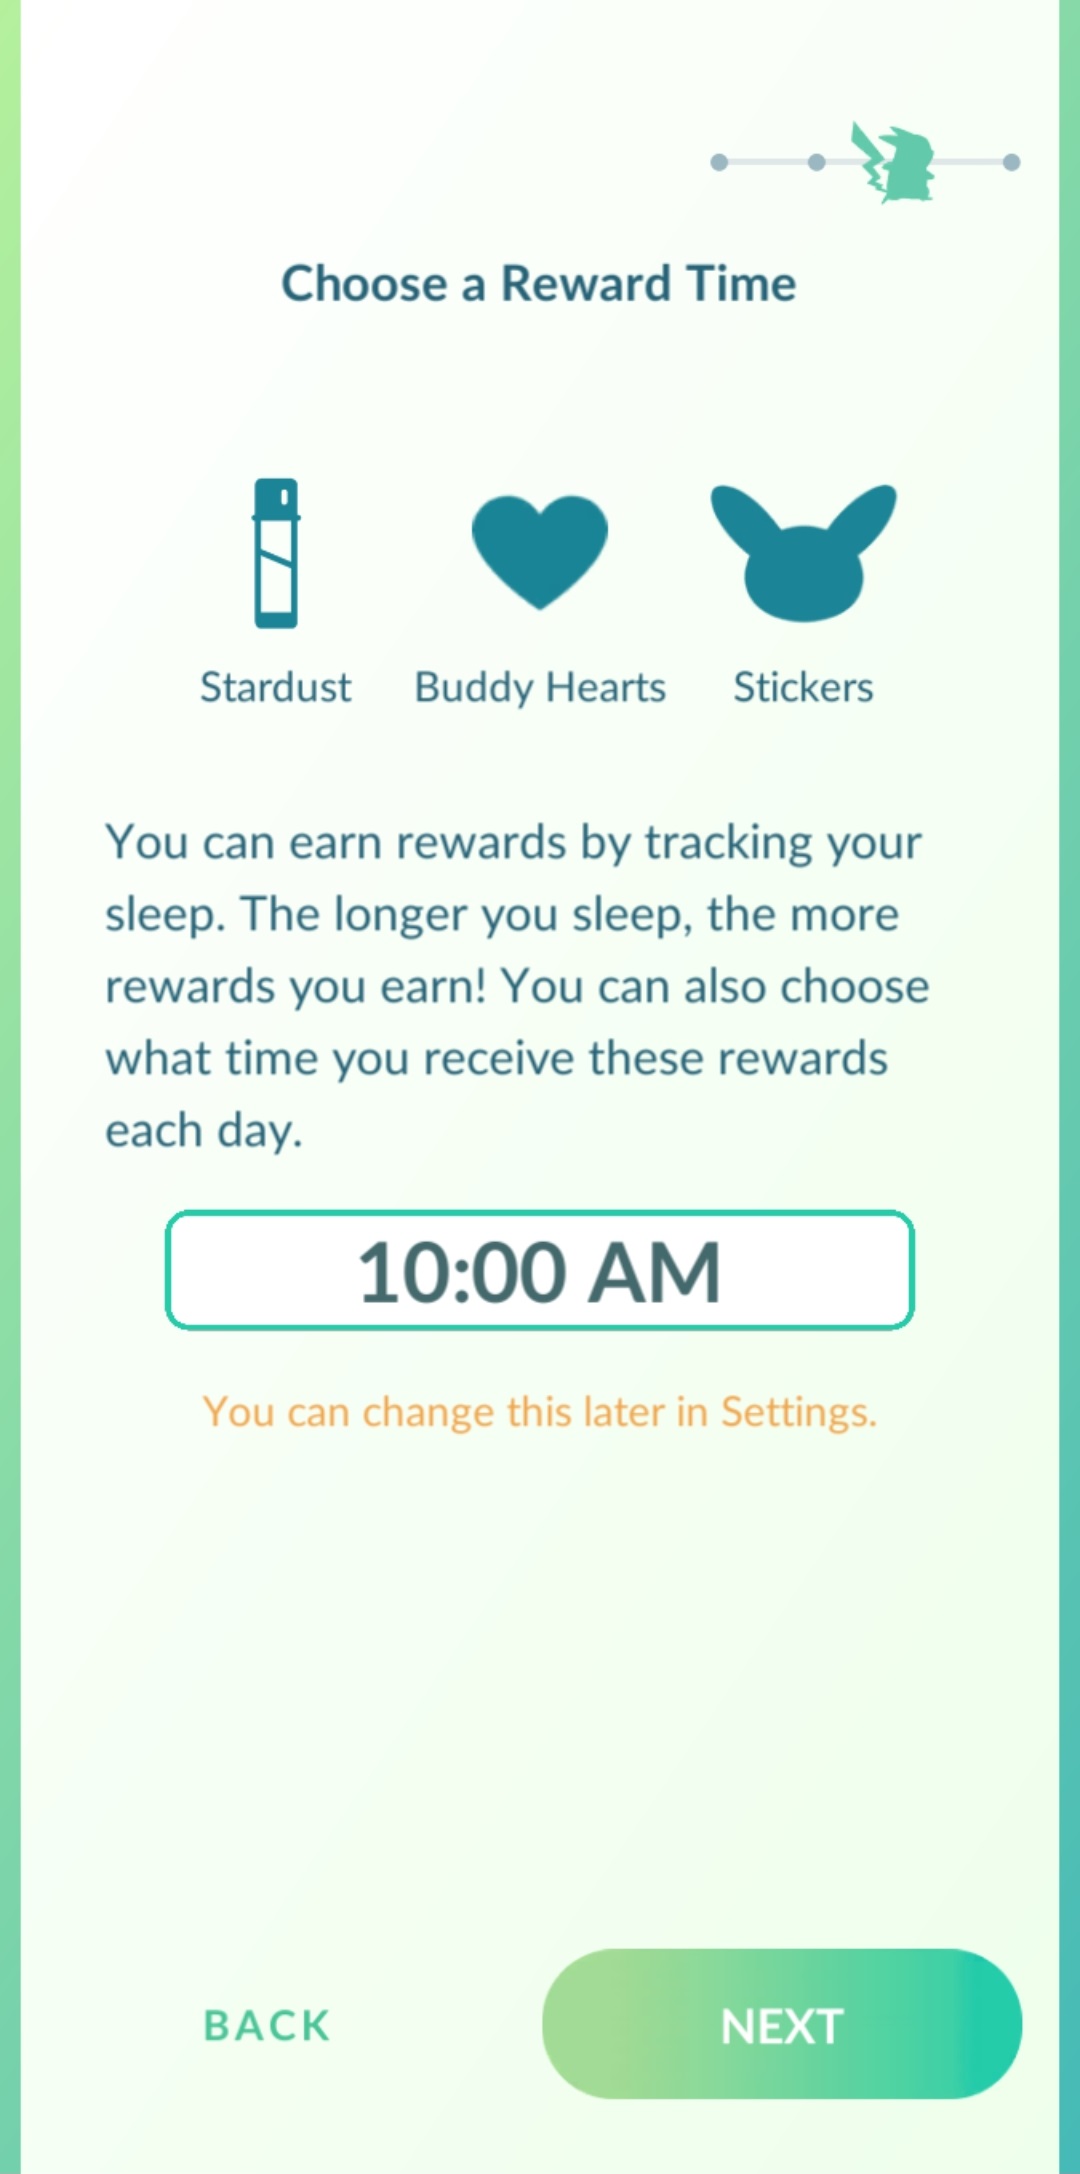 Choose a Reward Time
Stardust
Buddy Hearts
Stickers
You can earn rewards by tracking your
sleep. The longer you sleep, the more
rewards you earn! You can also choose
what time you receive these rewards
each day.
10:00 AM
You can change this later in Settings.
BACK
NEXT